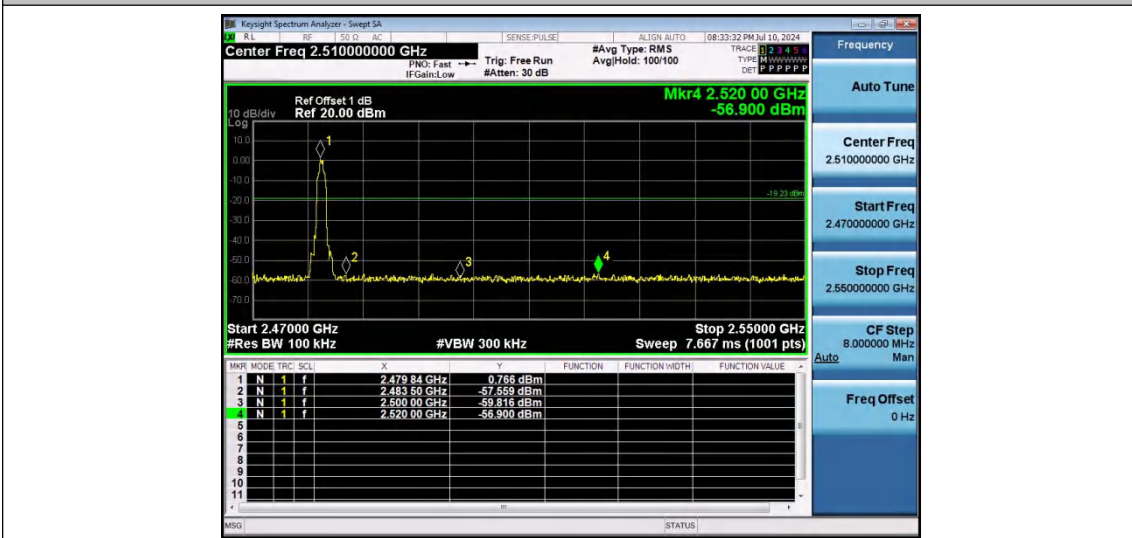 Keysight Spectrum Analyzer - Swept SA
LXI RL RF 50 Ω AC SENSE:PULSE ALIGN AUTO 08:33:32 PM Jul 10, 2024
Center Freq 2.510000000 GHz
PNO: Fast
IFGain:Low
Trig: Free Run
#Atten: 30 dB
#Avg Type: RMS
Avg|Hold: 100/100
TRACE 1 2 3 4 5 6
TYPE M WWWWW
DET P P P P P P
Ref Offset 1 dB
10 dB/div Ref 20.00 dBm
Log
Mkr4 2.520 00 GHz
-56.900 dBm
10.0
0.00
-10.0
-20.0
-30.0
-40.0
-50.0
-60.0
-70.0
1
2
3
4
-19.23 dBm
Start 2.47000 GHz Stop 2.55000 GHz
#Res BW 100 kHz #VBW 300 kHz Sweep 7.667 ms (1001 pts)
MKR MODE TRC SCL X Y FUNCTION FUNCTION WIDTH FUNCTION VALUE
1 N 1 f 2.479 84 GHz 0.766 dBm
2 N 1 f 2.483 50 GHz -57.559 dBm
3 N 1 f 2.500 00 GHz -59.816 dBm
4 N 1 f 2.520 00 GHz -56.900 dBm
5
6
7
8
9
10
11
MSG STATUS
Frequency
Auto Tune
Center Freq
2.510000000 GHz
Start Freq
2.470000000 GHz
Stop Freq
2.550000000 GHz
CF Step
8.000000 MHz
Auto Man
Freq Offset
0 Hz